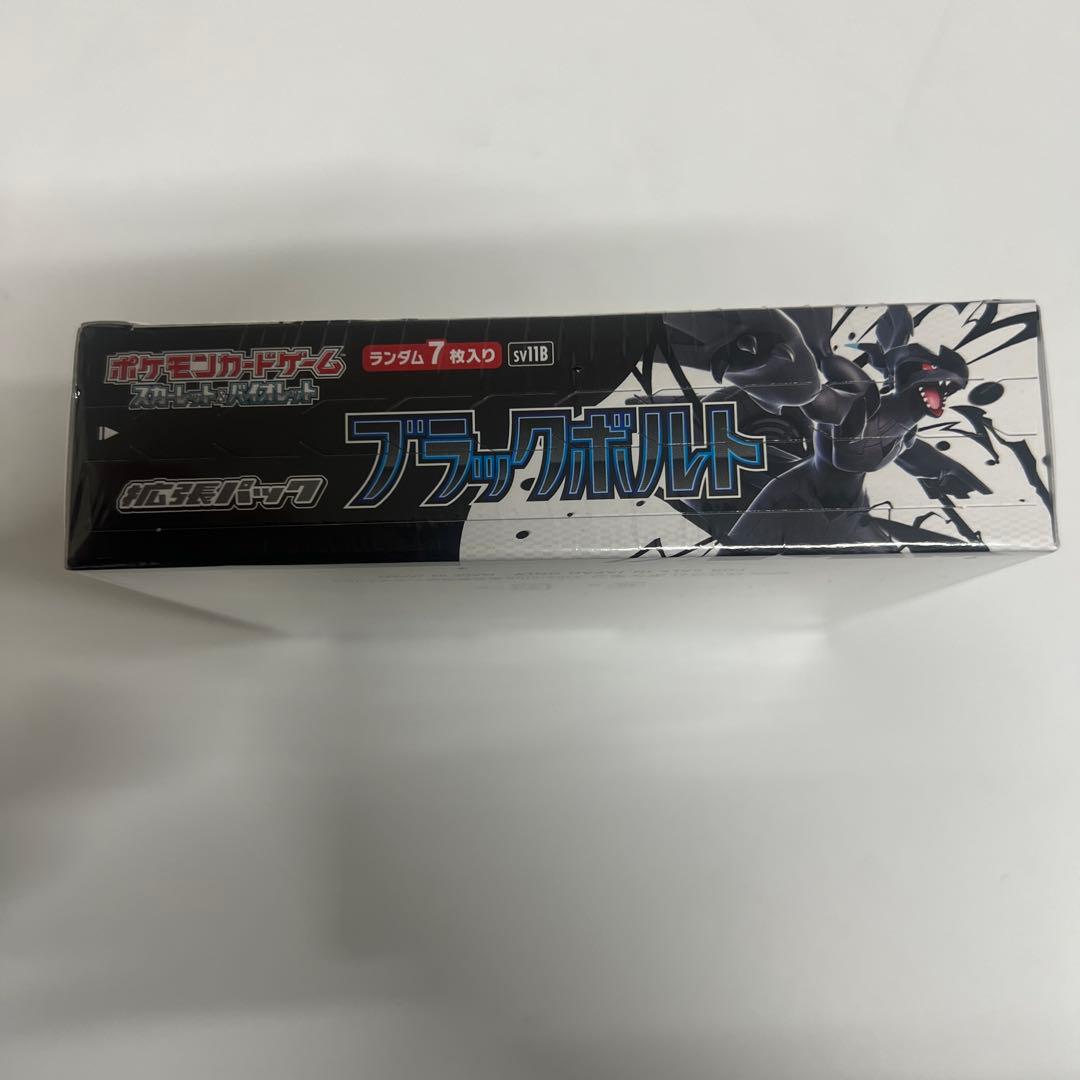 ポケモンカードゲーム
スカーレット&バイオレット
ランダム7枚入り
sv11B
拡張パック
ブラックボルト